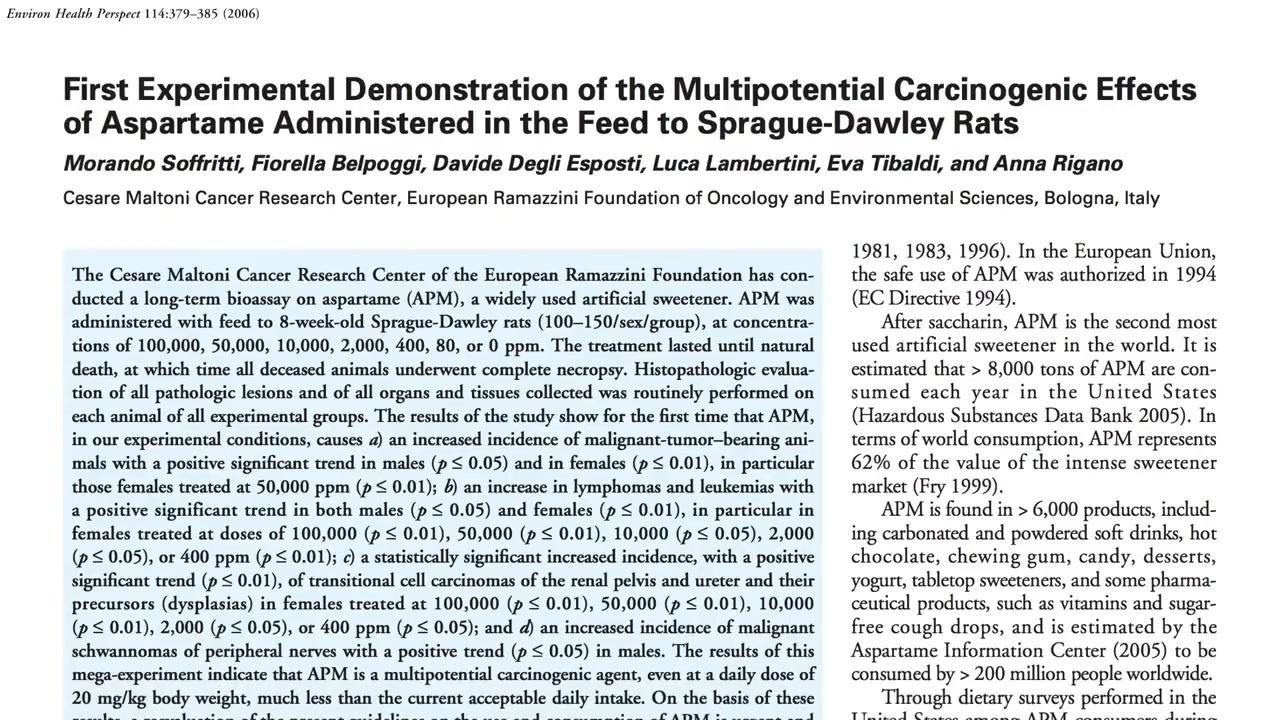 Environ Health Perspect 114:379–385 (2006)
First Experimental Demonstration of the Multipotential Carcinogenic Effects
of Aspartame Administered in the Feed to Sprague-Dawley Rats
Morando Soffritti, Fiorella Belpoggi, Davide Degli Esposti, Luca Lambertini, Eva Tibaldi, and Anna Rigano
Cesare Maltoni Cancer Research Center, European Ramazzini Foundation of Oncology and Environmental Sciences, Bologna, Italy
The Cesare Maltoni Cancer Research Center of the European Ramazzini Foundation has con-
ducted a long-term bioassay on aspartame (APM), a widely used artificial sweetener. APM was
administered with feed to 8-week-old Sprague-Dawley rats (100–150/sex/group), at concentra-
tions of 100,000, 50,000, 10,000, 2,000, 400, 80, or 0 ppm. The treatment lasted until natural
death, at which time all deceased animals underwent complete necropsy. Histopathologic evalua-
tion of all pathologic lesions and of all organs and tissues collected was routinely performed on
each animal of all experimental groups. The results of the study show for the first time that APM,
in our experimental conditions, causes a) an increased incidence of malignant-tumor–bearing ani-
mals with a positive significant trend in males (p ≤ 0.05) and in females (p ≤ 0.01), in particular
those females treated at 50,000 ppm (p ≤ 0.01); b) an increase in lymphomas and leukemias with
a positive significant trend in both males (p ≤ 0.05) and females (p ≤ 0.01), in particular in
females treated at doses of 100,000 (p ≤ 0.01), 50,000 (p ≤ 0.01), 10,000 (p ≤ 0.05), 2,000
(p ≤ 0.05), or 400 ppm (p ≤ 0.01); c) a statistically significant increased incidence, with a positive
significant trend (p ≤ 0.01), of transitional cell carcinomas of the renal pelvis and ureter and their
precursors (dysplasias) in females treated at 100,000 (p ≤ 0.01), 50,000 (p ≤ 0.01), 10,000
(p ≤ 0.01), 2,000 (p ≤ 0.05), or 400 ppm (p ≤ 0.05); and d) an increased incidence of malignant
schwannomas of peripheral nerves with a positive trend (p ≤ 0.05) in males. The results of this
mega-experiment indicate that APM is a multipotential carcinogenic agent, even at a daily dose of
20 mg/kg body weight, much less than the current acceptable daily intake. On the basis of these
results, a reevaluation of the present guidelines on the use and consumption of APM is urgent and
1981, 1983, 1996). In the European Union,
the safe use of APM was authorized in 1994
(EC Directive 1994).
After saccharin, APM is the second most
used artificial sweetener in the world. It is
estimated that > 8,000 tons of APM are con-
sumed each year in the United States
(Hazardous Substances Data Bank 2005). In
terms of world consumption, APM represents
62% of the value of the intense sweetener
market (Fry 1999).
APM is found in > 6,000 products, includ-
ing carbonated and powdered soft drinks, hot
chocolate, chewing gum, candy, desserts,
yogurt, tabletop sweeteners, and some pharma-
ceutical products, such as vitamins and sugar-
free cough drops, and is estimated by the
Aspartame Information Center (2005) to be
consumed by > 200 million people worldwide.
Through dietary surveys performed in the
United States among APM consumers during